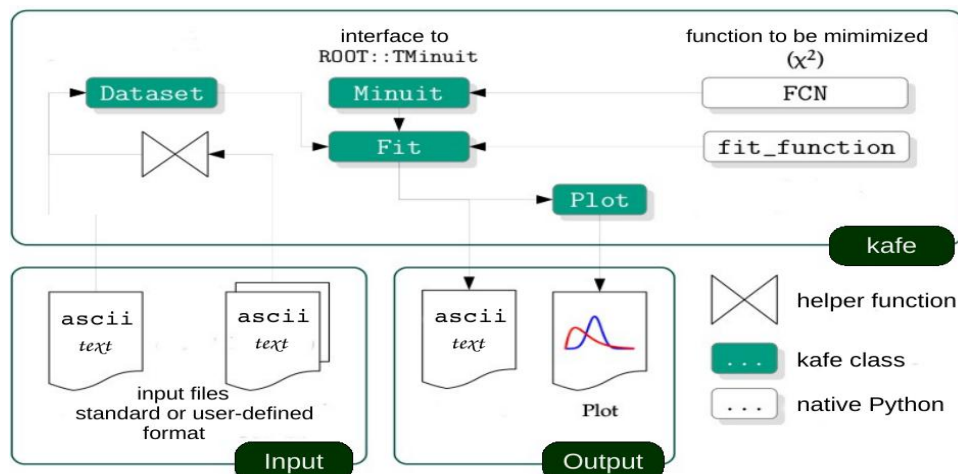 interface to
ROOT::TMinuit
function to be mimimized
(χ²)
Dataset
Minuit
FCN
Fit
fit_function
Plot
kafe
ascii
text
ascii
text
input files
standard or user-defined
format
Input
ascii
text
Plot
Output
helper function
... kafe class
... native Python